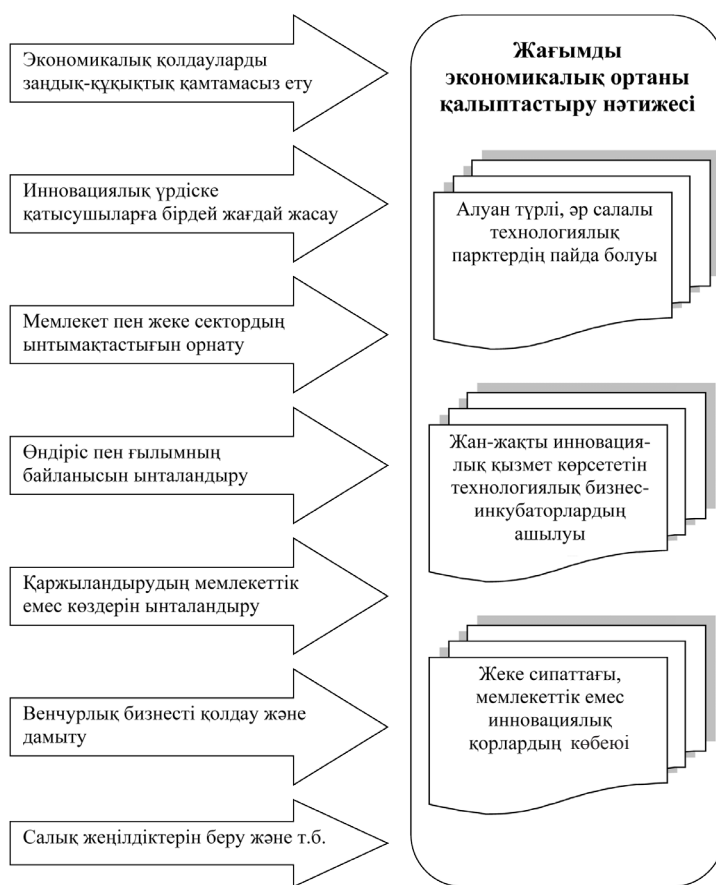 Экономикалық қолдауларды
заңдық-құқықтық қамтамасыз ету
Инновациялық үрдіске
қатысушыларға бірдей жағдай жасау
Мемлекет пен жеке сектордың
ынтымақтастығын орнату
Өндіріс пен ғылымның
байланысын ынталандыру
Қаржыландырудың мемлекеттік
емес көздерін ынталандыру
Венчурлық бизнесті қолдау және
дамыту
Салық жеңілдіктерін беру және т.б.
Жағымды
экономикалық ортаны
қалыптастыру нәтижесі
Алуан түрлі, әр салалы
технологиялық
парктердің пайда болуы
Жан-жақты инновация-
лық қызмет көрсететін
технологиялық бизнес-
инкубаторлардың
ашылуы
Жеке сипаттағы,
мемлекеттік емес
инновациялық
қорлардың көбеюі